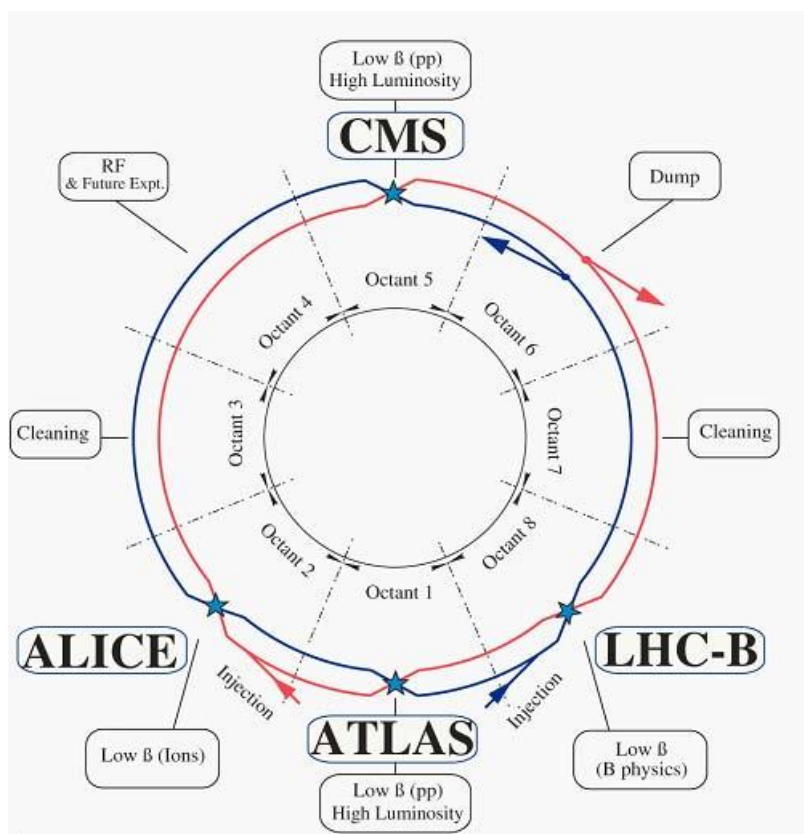 Low ß (pp)
High Luminosity
CMS
RF
& Future Expt.
Dump
Octant 5
Octant 4
Octant 6
Cleaning
Octant 3
Octant 7
Cleaning
Octant 2
Octant 8
Octant 1
ALICE
LHC-B
Injection
Injection
ATLAS
Low ß (Ions)
Low ß
(B physics)
Low ß (pp)
High Luminosity